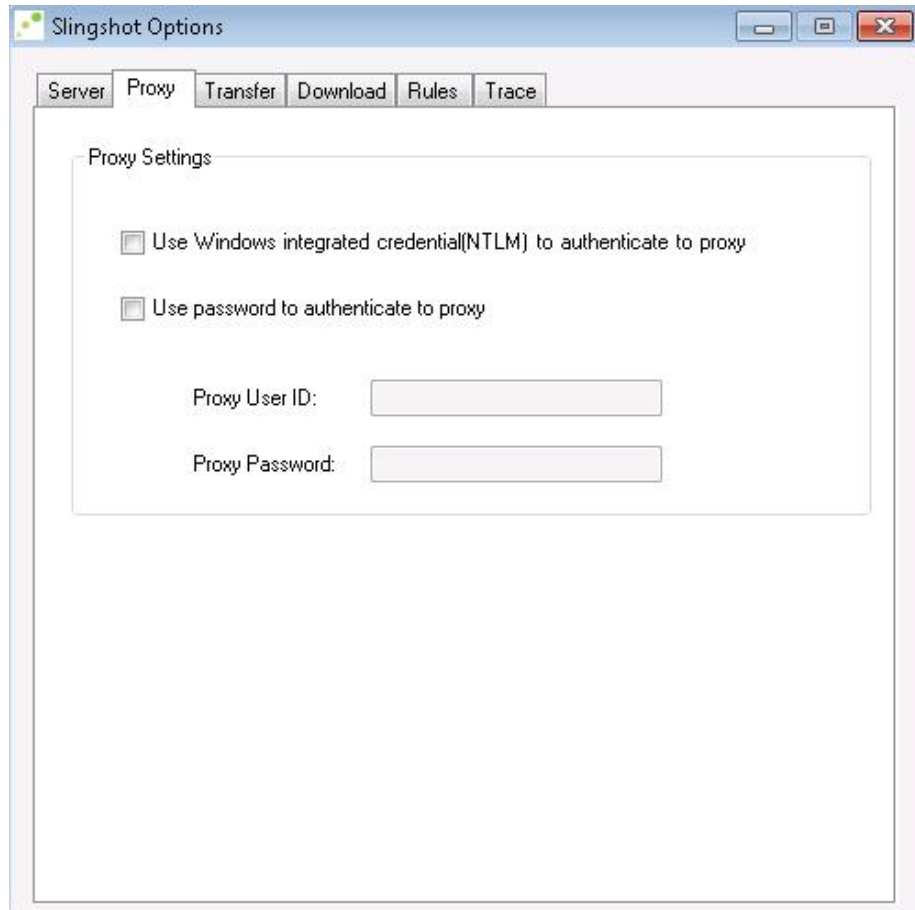 Slingshot Options
Server Proxy Transfer Download Rules Trace
Proxy Settings
Use Windows integrated credential(NTLM) to authenticate to proxy
Use password to authenticate to proxy
Proxy User ID:
Proxy Password: